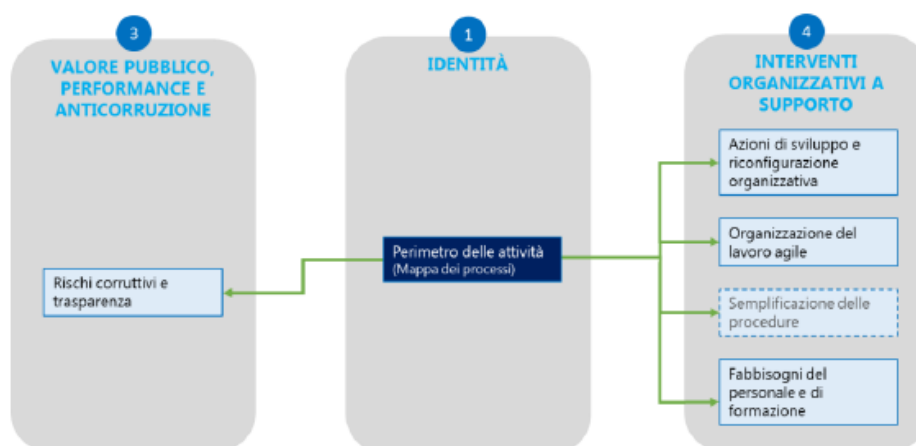 3
VALORE PUBBLICO,
PERFORMANCE E
ANTICORRUZIONE
Rischi corruttivi e
trasparenza
1
IDENTITÀ
Perimetro delle attività
(Mappa dei processi)
4
INTERVENTI
ORGANIZZATIVI A
SUPPORTO
Azioni di sviluppo e
riconfigurazione
organizzativa
Organizzazione del
lavoro agile
Semplificazione delle
procedure
Fabbisogni del
personale e di
formazione